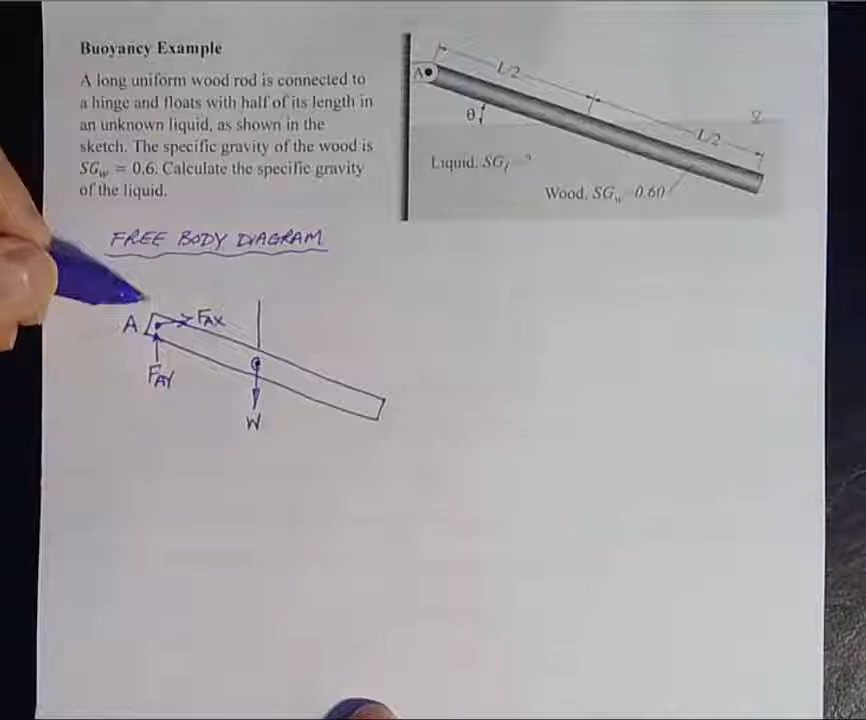 Buoyancy Example
A long uniform wood rod is connected to
a hinge and floats with half of its length in
an unknown liquid, as shown in the
sketch. The specific gravity of the wood is
SGw = 0.6. Calculate the specific gravity
of the liquid.
A
L/2
θ
L/2
Liquid, SG
Wood, SGw 0.60
FREE BODY DIAGRAM
A
FAX
FAY
W